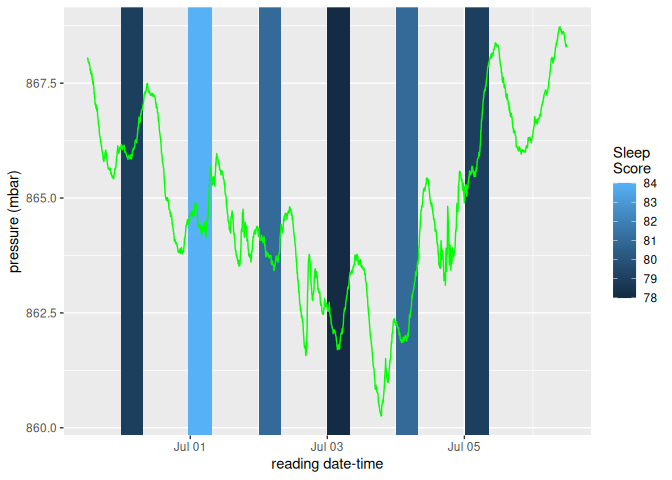 867.5
865.0
862.5
860.0
pressure (mbar)
Jul 01
Jul 03
Jul 05
reading date-time
Sleep
Score
84
83
82
81
80
79
78